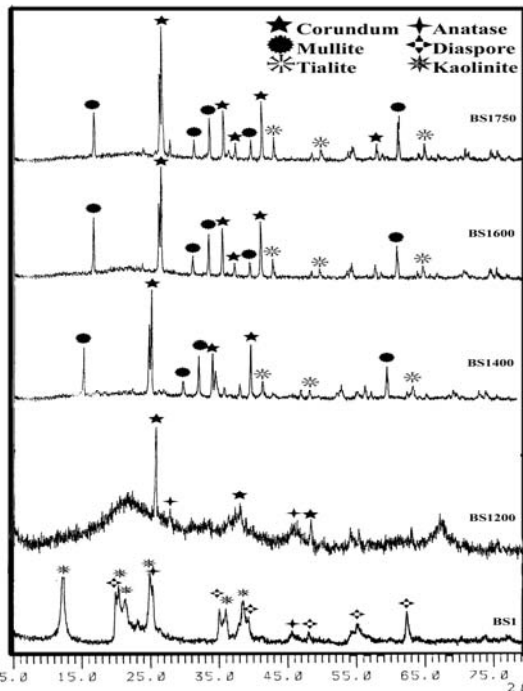 Corundum Anatase
Mullite Diaspore
Tialite Kaolinite
BS1750
BS1600
BS1400
BS1200
BS1
5.0 15.0 25.0 35.0 45.0 55.0 65.0 75.0